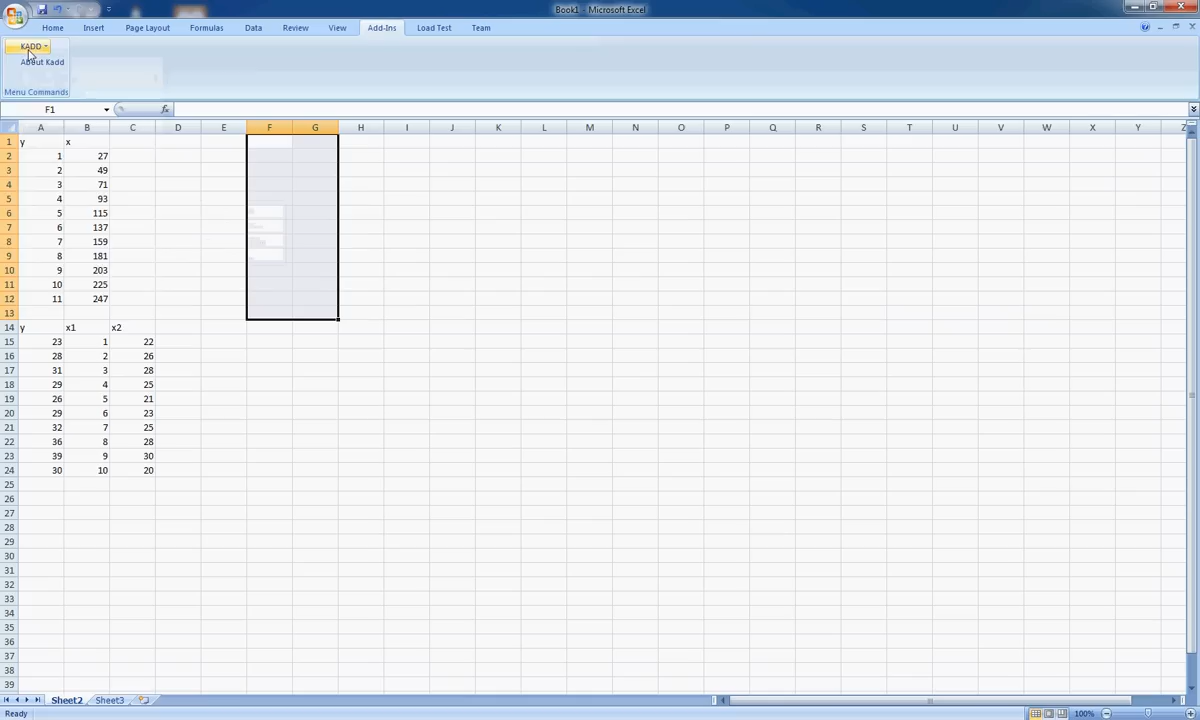 Book1 - Microsoft Excel
Home Insert Page Layout Formulas Data Review View Add-Ins Load Test Team
KADD
About Kadd
Menu Commands
F1 fx
A B C D E F G H I J K L M N O P Q R S T U V W X Y Z
1 y x
2 1 27
3 2 49
4 3 71
5 4 93
6 5 115
7 6 137
8 7 159
9 8 181
10 9 203
11 10 225
12 11 247
13
14 y x1 x2
15 23 1 22
16 28 2 26
17 31 3 28
18 29 4 25
19 26 5 21
20 29 6 23
21 32 7 25
22 36 8 28
23 39 9 30
24 30 10 20
25
26
27
28
29
30
31
32
33
34
35
36
37
38
39
Sheet2 Sheet3
Ready 100%